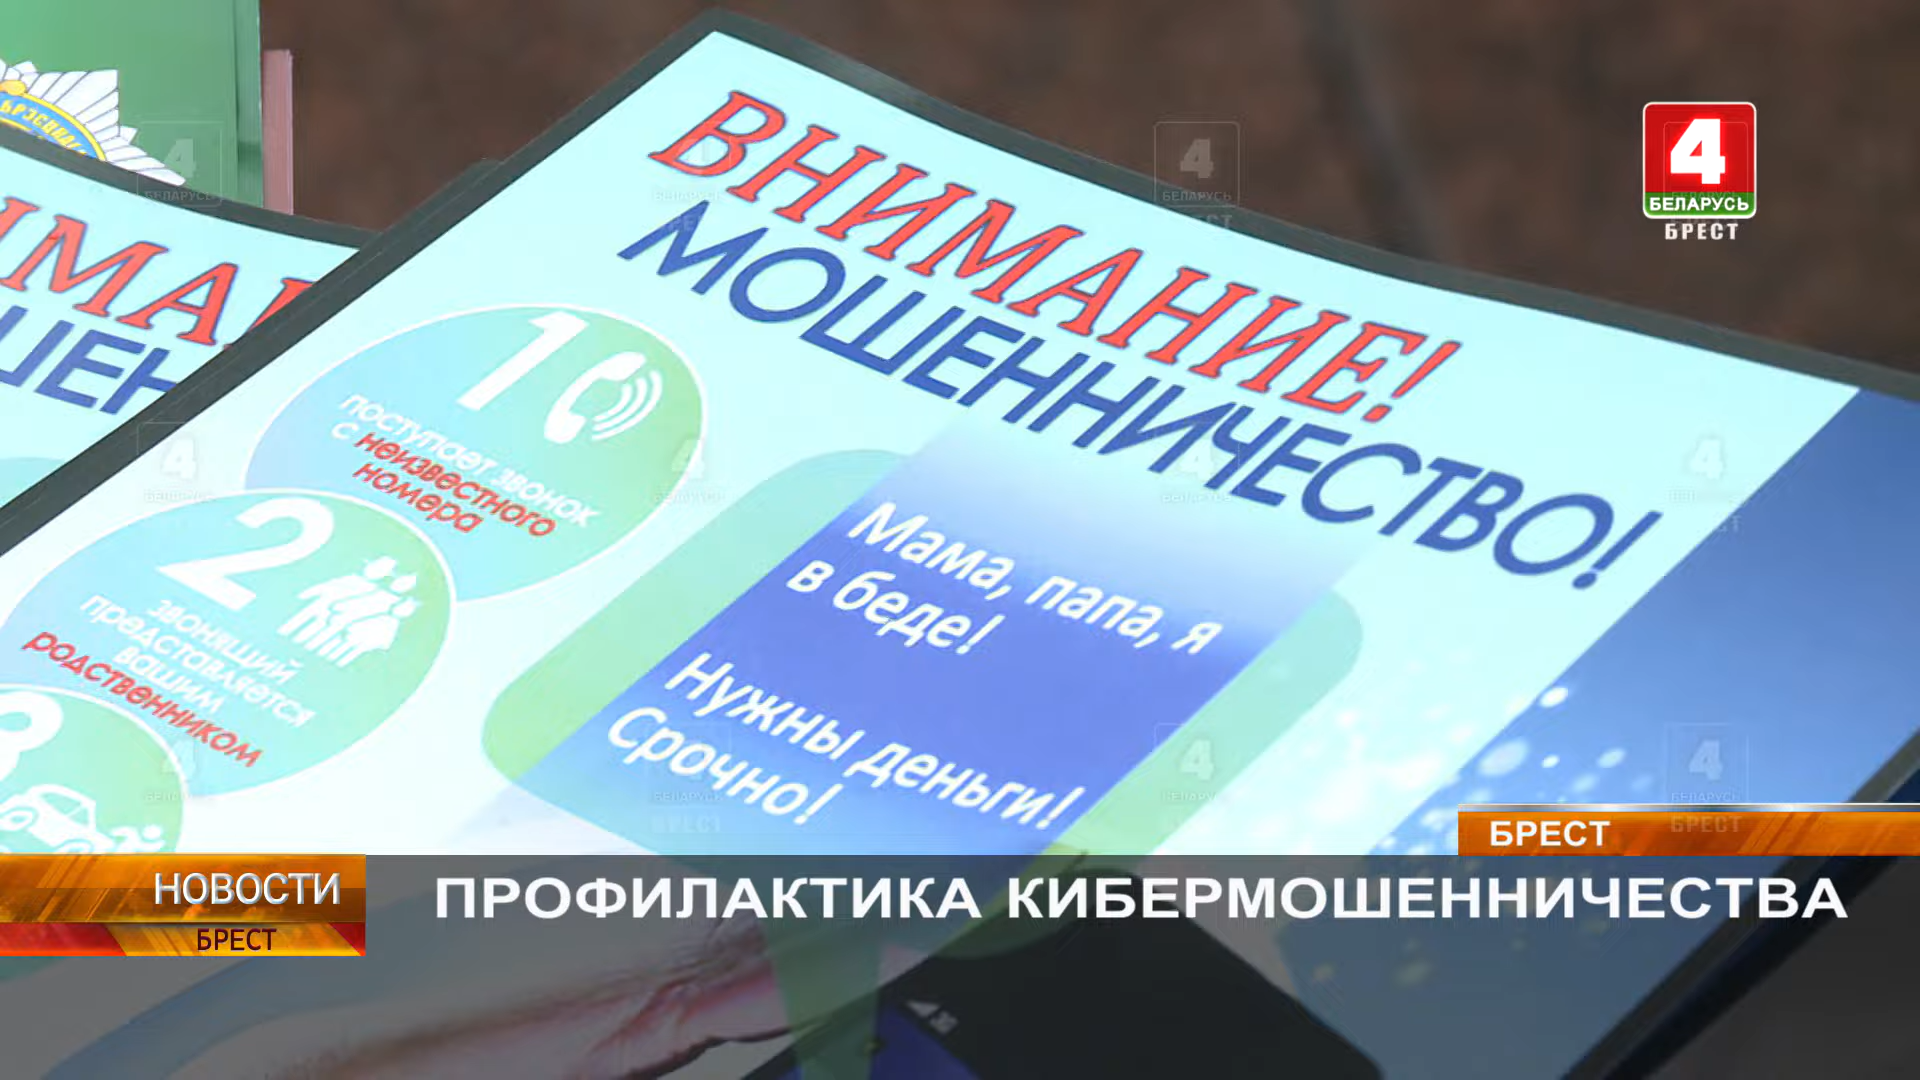 4
БЕЛАРУСЬ
БРЕСТ
ВНИМАНИЕ!
МОШЕННИЧЕСТВО!
1
ПОСТУПАЕТ ЗВОНОК
С НЕИЗВЕСТНОГО
НОМЕРА
2
ЗВОНЯЩИЙ
ПРЕДСТАВЛЯЕТСЯ
ВАШИМ
РОДСТВЕННИКОМ
3
Мама, папа, я
в беде!
Нужны деньги!
Срочно!
БРЕСТ
НОВОСТИ
БРЕСТ
ПРОФИЛАКТИКА КИБЕРМОШЕННИЧЕСТВА